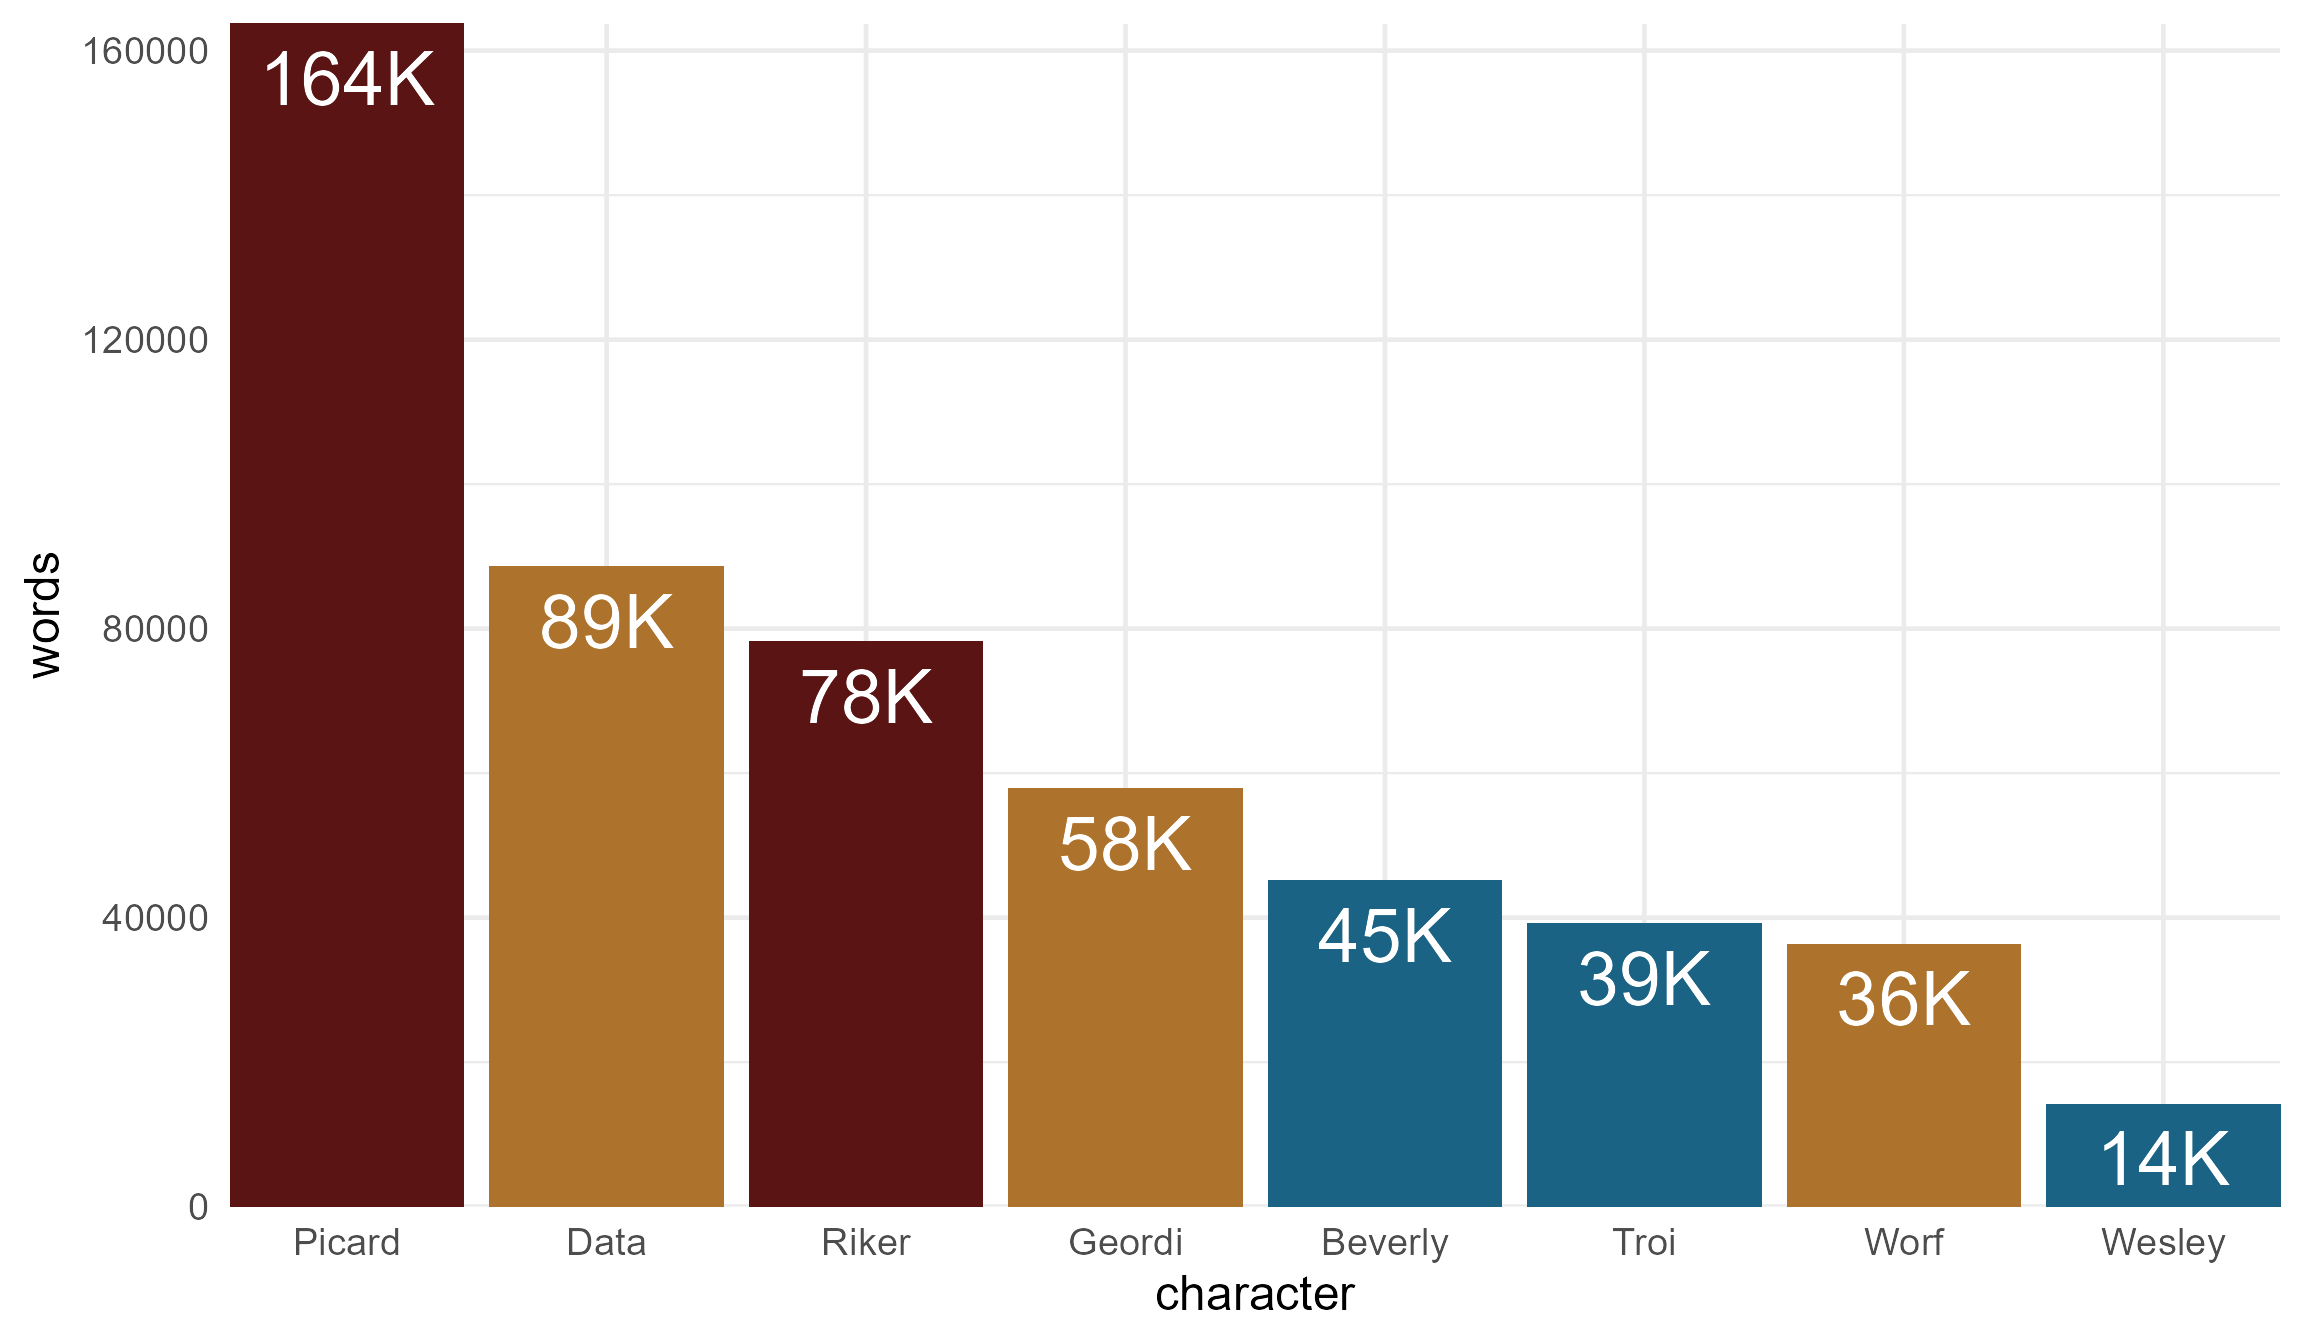 160000
120000
80000
40000
0
words
164K
89K
78K
58K
45K
39K
36K
14K
Picard Data Riker Geordi Beverly Troi Worf Wesley
character